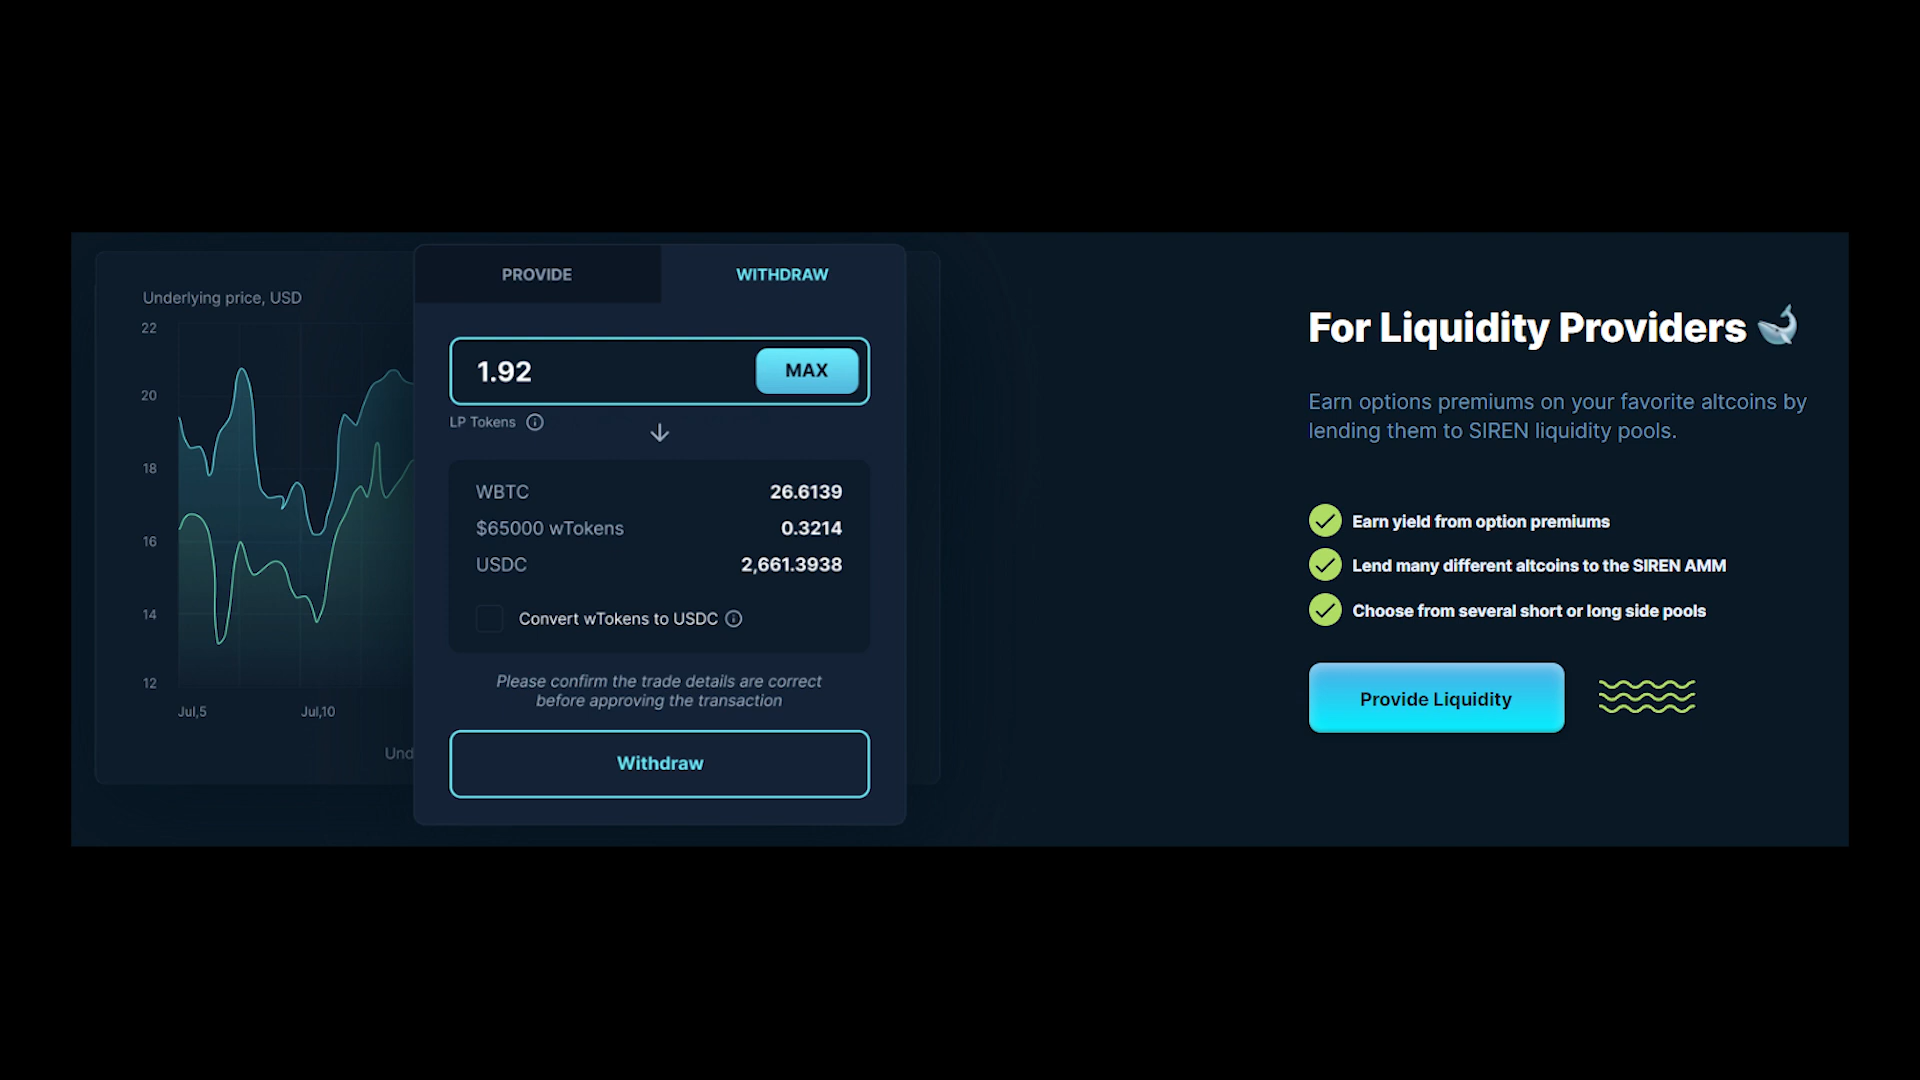 Underlying price, USD
22
20
18
16
14
12
Jul,5 Jul,10
Und
PROVIDE WITHDRAW
1.92 MAX
LP Tokens
WBTC 26.6139
$65000 wTokens 0.3214
USDC 2,661.3938
Convert wTokens to USDC
Please confirm the trade details are correct
before approving the transaction
Withdraw
For Liquidity Providers
Earn options premiums on your favorite altcoins by
lending them to SIREN liquidity pools.
Earn yield from option premiums
Lend many different altcoins to the SIREN AMM
Choose from several short or long side pools
Provide Liquidity